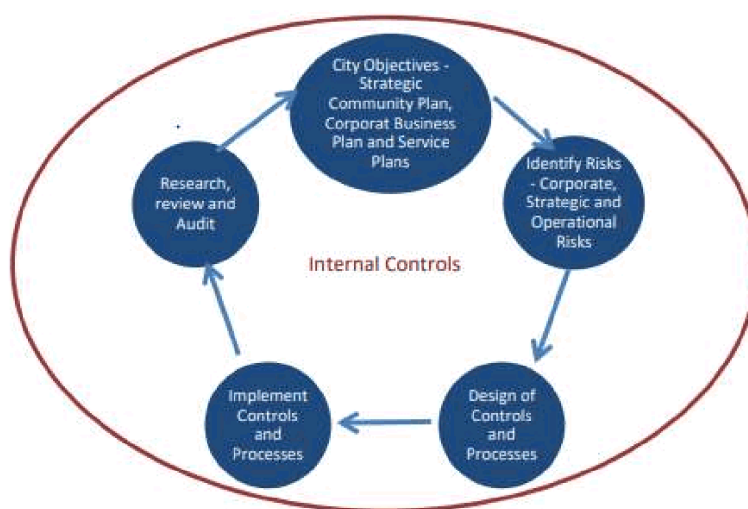 City Objectives -
Strategic
Community Plan,
Corporat Business
Plan and Service
Plans
Identify Risks
- Corporate,
Strategic and
Operational
Risks
Design of
Controls
and
Processes
Implement
Controls
and
Processes
Research,
review and
Audit
Internal Controls